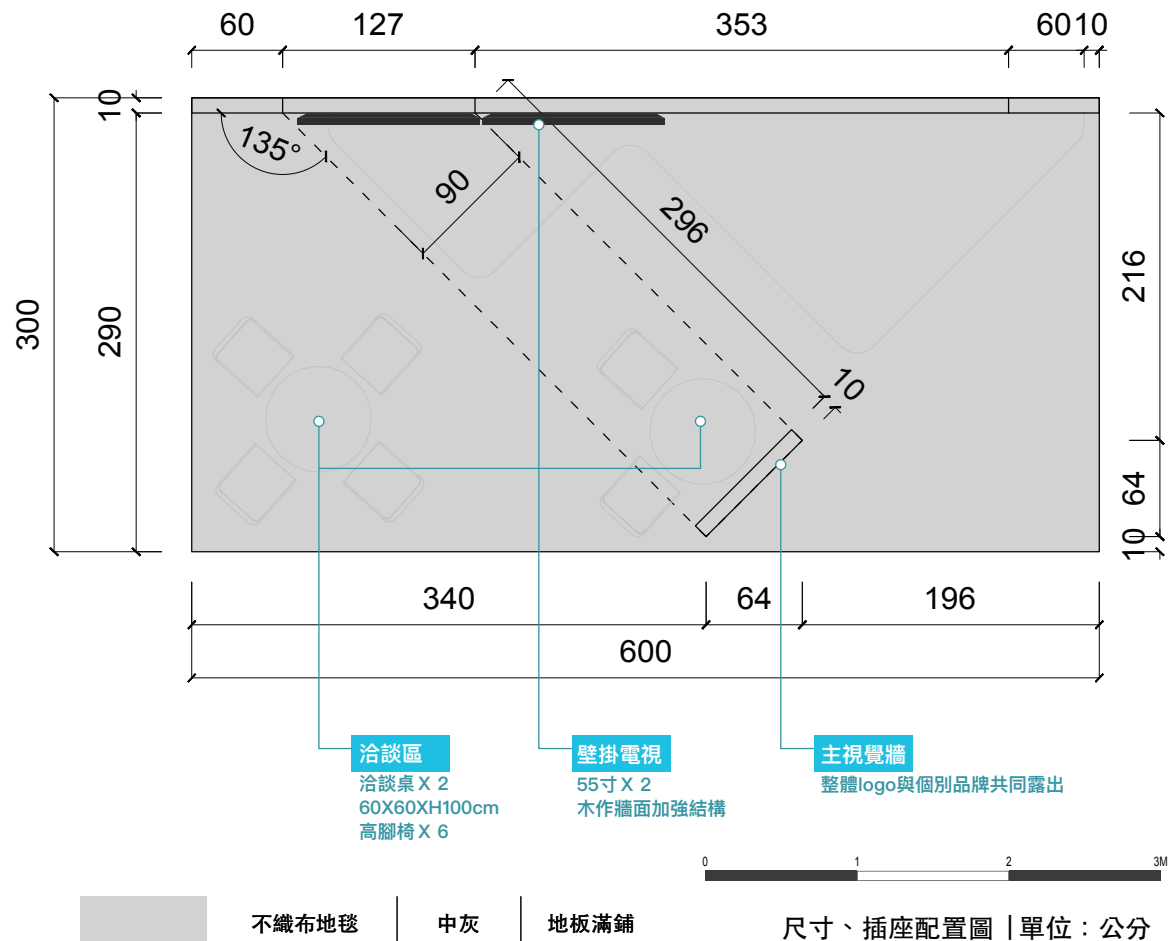 60 127 353 60 10
10
135°
90
296
10
300
290
216
64
10
340 64 196
600
洽談區
洽談桌 X 2
60X60XH100cm
高腳椅 X 6
壁掛電視
55寸 X 2
木作牆面加強結構
主視覺牆
整體logo與個別品牌共同露出
0 1 2 3M
不織布地毯 | 中灰 | 地板滿鋪
尺寸、插座配置圖 | 單位：公分